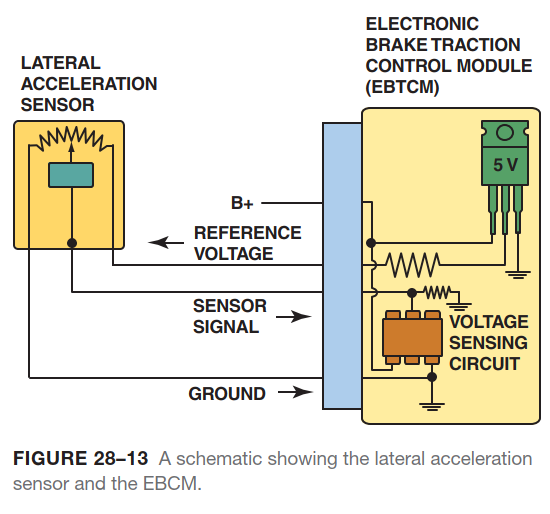 LATERAL
ACCELERATION
SENSOR
ELECTRONIC
BRAKE TRACTION
CONTROL MODULE
(EBTCM)
5 V
B+
REFERENCE
VOLTAGE
SENSOR
SIGNAL
VOLTAGE
SENSING
CIRCUIT
GROUND
FIGURE 28–13 A schematic showing the lateral acceleration
sensor and the EBCM.